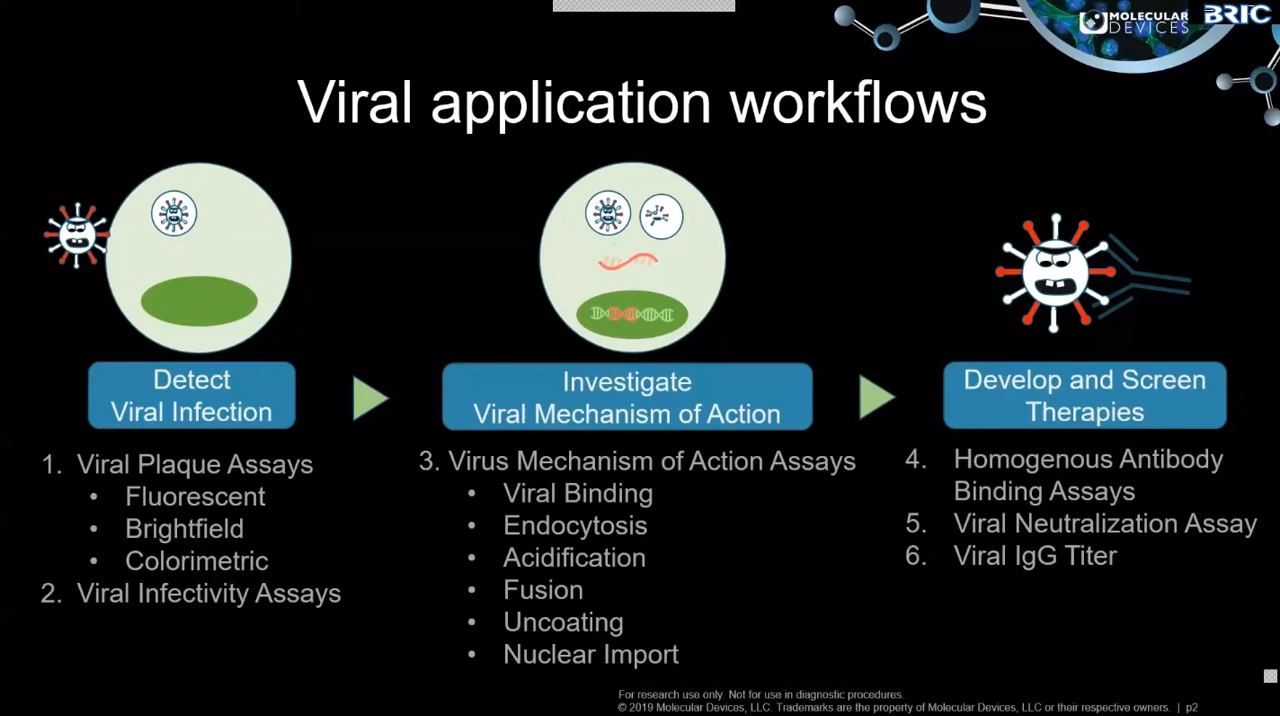 MOLECULAR
DEVICES
BRIC
Viral application workflows
Detect
Viral Infection
1. Viral Plaque Assays
• Fluorescent
• Brightfield
• Colorimetric
2. Viral Infectivity Assays
Investigate
Viral Mechanism of Action
3. Virus Mechanism of Action Assays
• Viral Binding
• Endocytosis
• Acidification
• Fusion
• Uncoating
• Nuclear Import
Develop and Screen
Therapies
4. Homogenous Antibody
Binding Assays
5. Viral Neutralization Assay
6. Viral IgG Titer
For research use only. Not for use in diagnostic procedures.
© 2019 Molecular Devices, LLC. Trademarks are the property of Molecular Devices, LLC or their respective owners. | p2